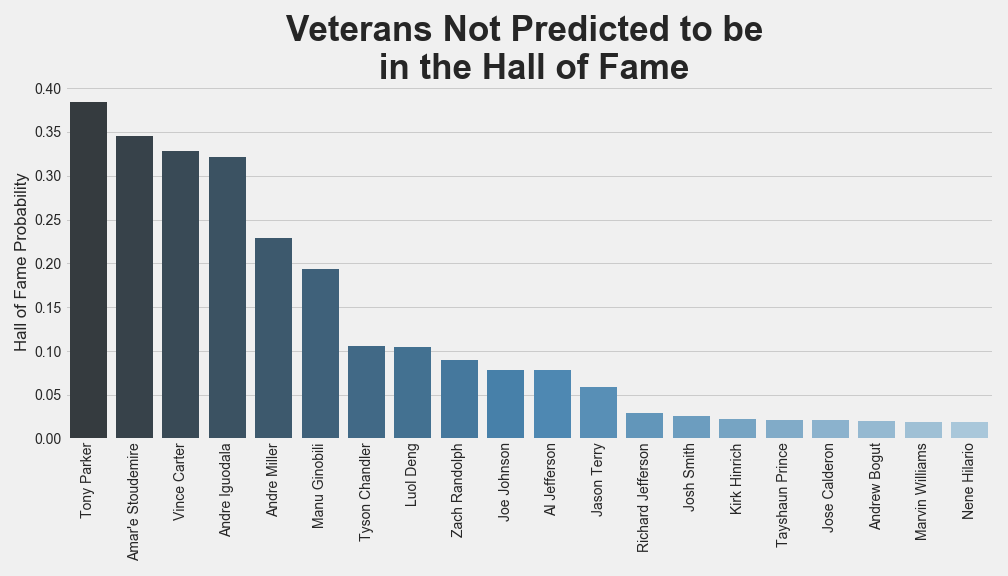 Veterans Not Predicted to be
in the Hall of Fame
Hall of Fame Probability
0.40
0.35
0.30
0.25
0.20
0.15
0.10
0.05
0.00
Tony Parker
Amar'e Stoudemire
Vince Carter
Andre Iguodala
Andre Miller
Manu Ginobili
Tyson Chandler
Luol Deng
Zach Randolph
Joe Johnson
Al Jefferson
Jason Terry
Richard Jefferson
Josh Smith
Kirk Hinrich
Tayshaun Prince
Jose Calderon
Andrew Bogut
Marvin Williams
Nene Hilario